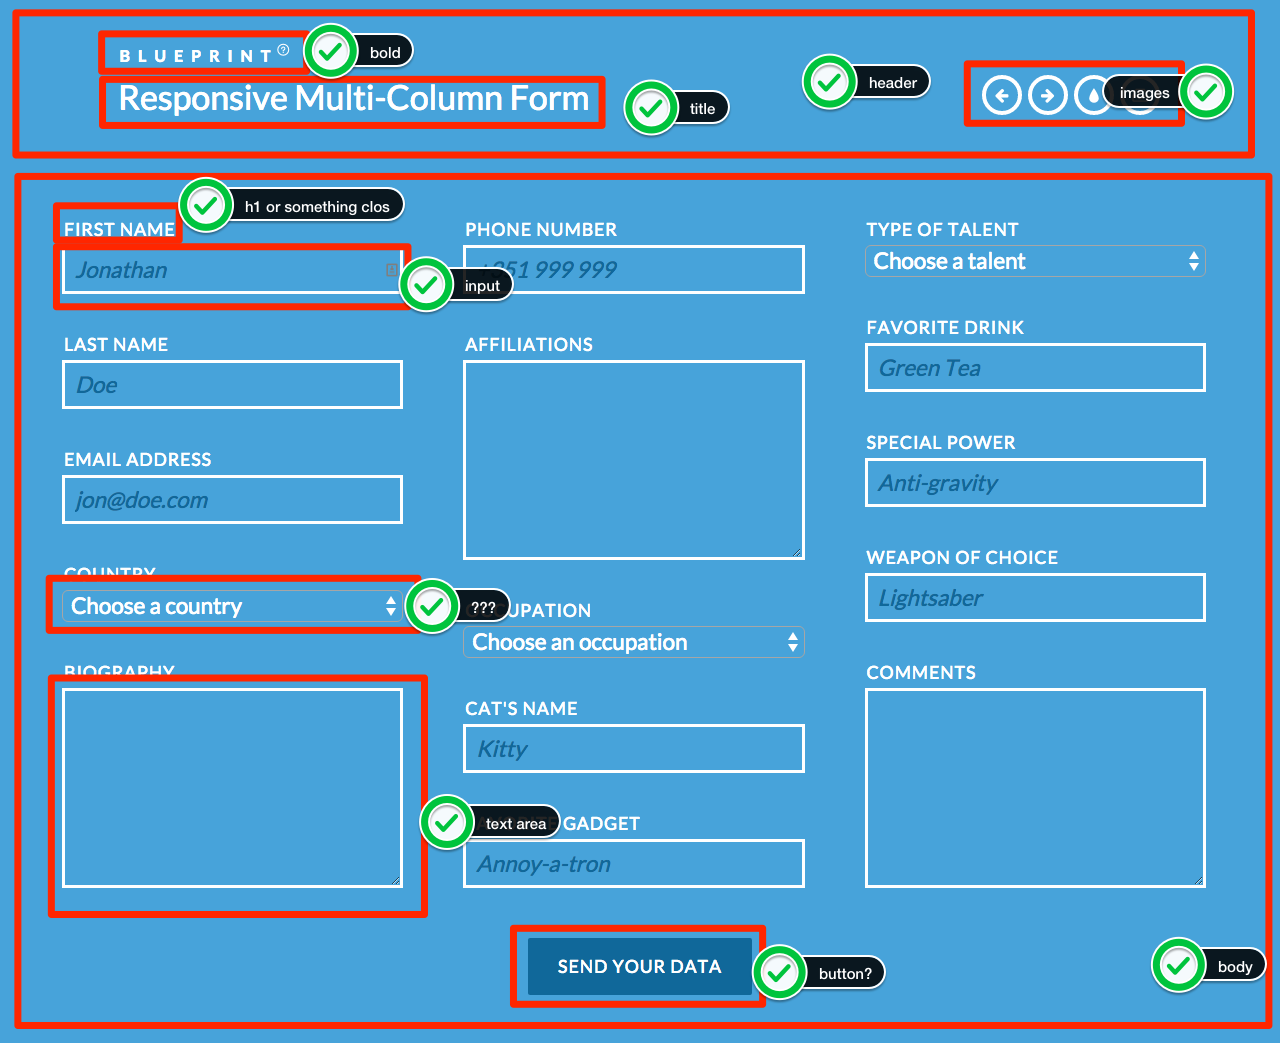 BLUEPRINT
?
bold
Responsive Multi-Column Form
title
header
images
h1 or something clos
FIRST NAME
Jonathan
input
LAST NAME
Doe
EMAIL ADDRESS
jon@doe.com
COUNTRY
Choose a country
???
BIOGRAPHY
text area
PHONE NUMBER
+351 999 999
AFFILIATIONS
OCCUPATION
Choose an occupation
CAT'S NAME
Kitty
FAVORITE GADGET
Annoy-a-tron
TYPE OF TALENT
Choose a talent
FAVORITE DRINK
Green Tea
SPECIAL POWER
Anti-gravity
WEAPON OF CHOICE
Lightsaber
COMMENTS
SEND YOUR DATA
button?
body